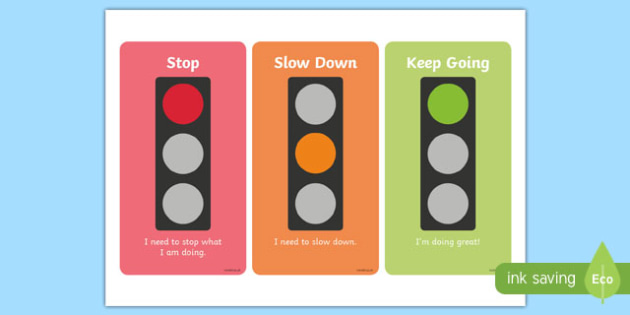 Stop
I need to stop what
I am doing.
Slow Down
I need to slow down.
Keep Going
I'm doing great!
ink saving
Eco